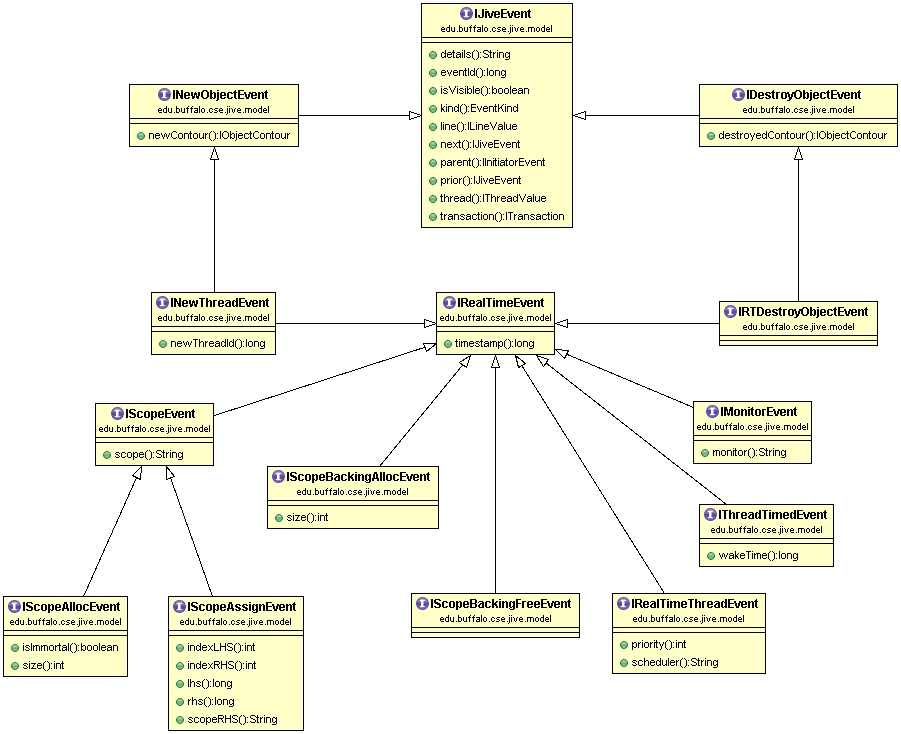 IJiveEvent
edu.buffalo.cse.jive.model
details():String
eventId():long
isVisible():boolean
kind():EventKind
line():ILineValue
next():IJiveEvent
parent():IInitiatorEvent
prior():IJiveEvent
thread():IThreadValue
transaction():ITransaction
INewObjectEvent
edu.buffalo.cse.jive.model
newContour():IObjectContour
IDestroyObjectEvent
edu.buffalo.cse.jive.model
destroyedContour():IObjectContour
INewThreadEvent
edu.buffalo.cse.jive.model
newThreadId():long
IRealTimeEvent
edu.buffalo.cse.jive.model
timestamp():long
IRTDestroyObjectEvent
edu.buffalo.cse.jive.model
IScopeEvent
edu.buffalo.cse.jive.model
scope():String
IMonitorEvent
edu.buffalo.cse.jive.model
monitor():String
IScopeBackingAllocEvent
edu.buffalo.cse.jive.model
size():int
IThreadTimedEvent
edu.buffalo.cse.jive.model
wakeTime():long
IScopeAllocEvent
edu.buffalo.cse.jive.model
isImmortal():boolean
size():int
IScopeAssignEvent
edu.buffalo.cse.jive.model
indexLHS():int
indexRHS():int
lhs():long
rhs():long
scopeRHS():String
IScopeBackingFreeEvent
edu.buffalo.cse.jive.model
IRealTimeThreadEvent
edu.buffalo.cse.jive.model
priority():int
scheduler():String